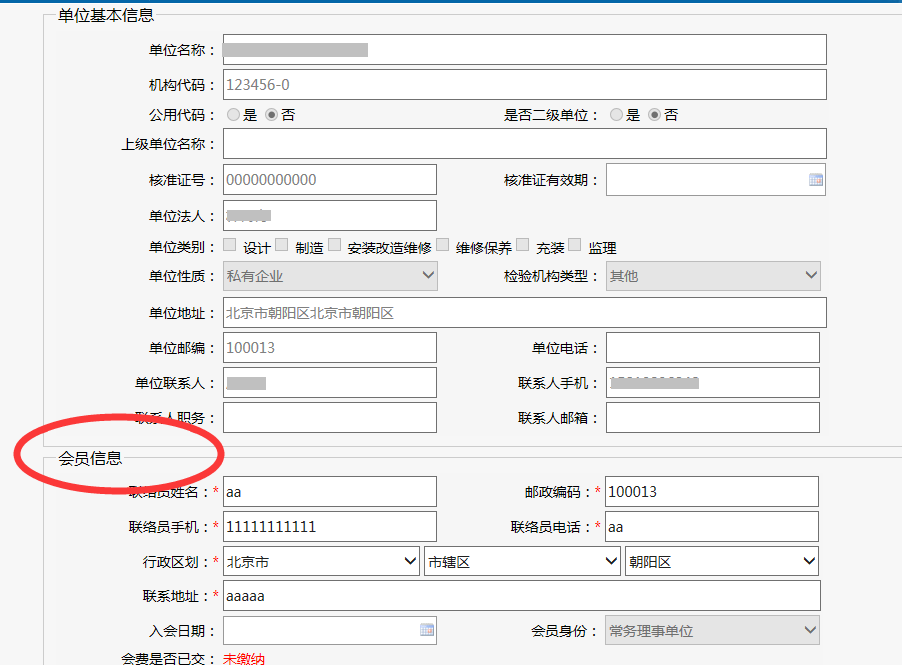 单位基本信息
单位名称：
机构代码： 123456-0
公用代码： 是 否 是否二级单位： 是 否
上级单位名称：
核准证号： 00000000000 核准证有效期：
单位法人：
单位类别： 设计 制造 安装改造维修 维修保养 充装 监理
单位性质： 私有企业 检验机构类型： 其他
单位地址： 北京市朝阳区北京市朝阳区
单位邮编： 100013 单位电话：
单位联系人： 联系人手机：
联系人职务： 联系人邮箱：
会员信息
联络员姓名：* aa 邮政编码：* 100013
联络员手机：* 11111111111 联络员电话：* aa
行政区划：* 北京市 市辖区 朝阳区
联系地址：* aaaaa
入会日期： 会员身份： 常务理事单位
会费是否已交： 未缴纳